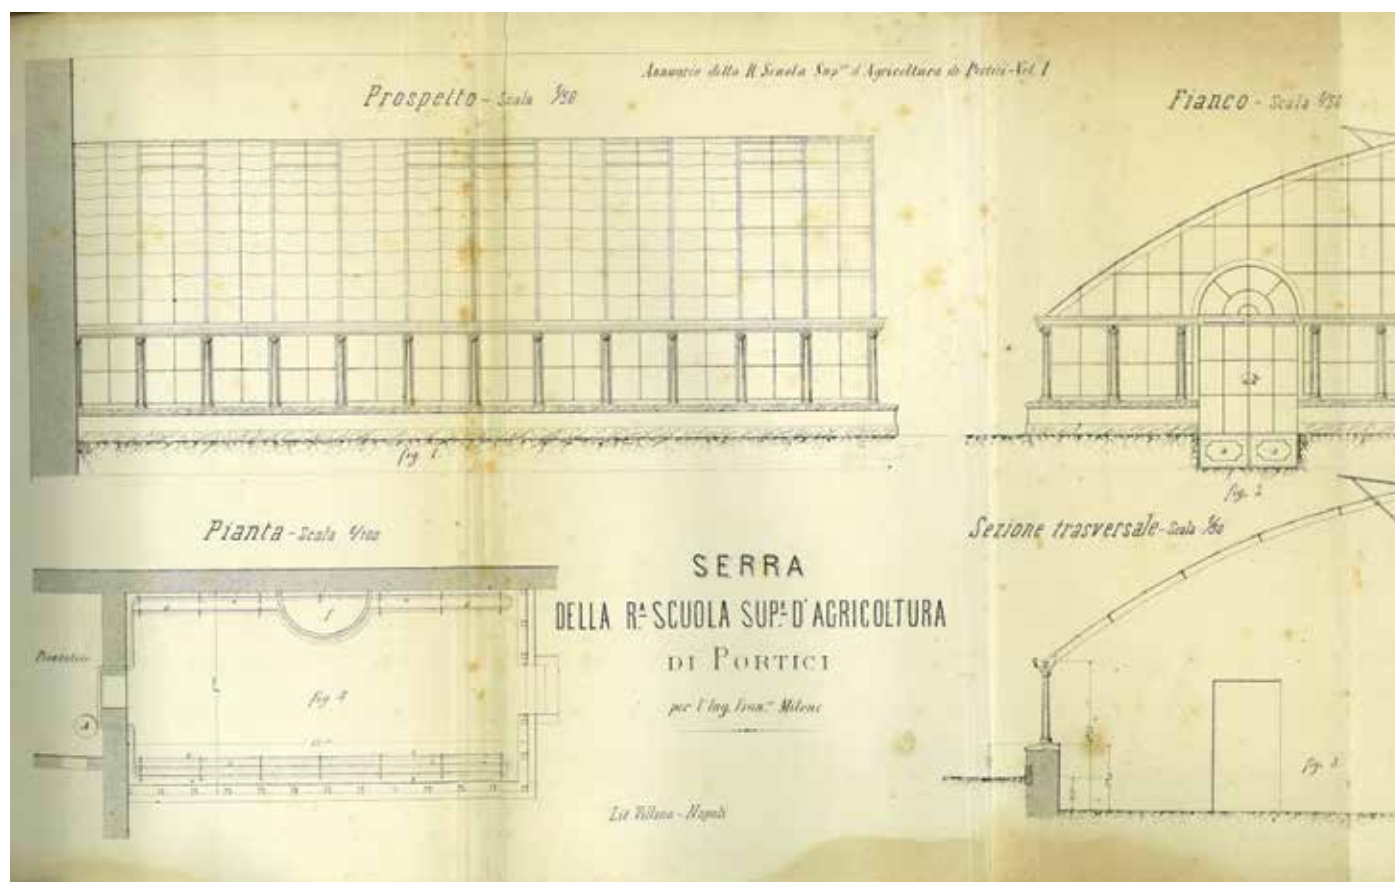 Annuario della R. Scuola Sup.re d'Agricoltura di Portici - Vol. I
Prospetto - Scala 1/50
Fianco - Scala 1/50
fig. 1
fig. 2
Pianta - Scala 1/100
Sezione trasversale - Scala 1/50
SERRA
DELLA R.A SCUOLA SUP.A D'AGRICOLTURA
DI PORTICI
per l'Ing. Fran.co Milone
fig. 4
A
fig. 3
Lit. Villena - Napoli